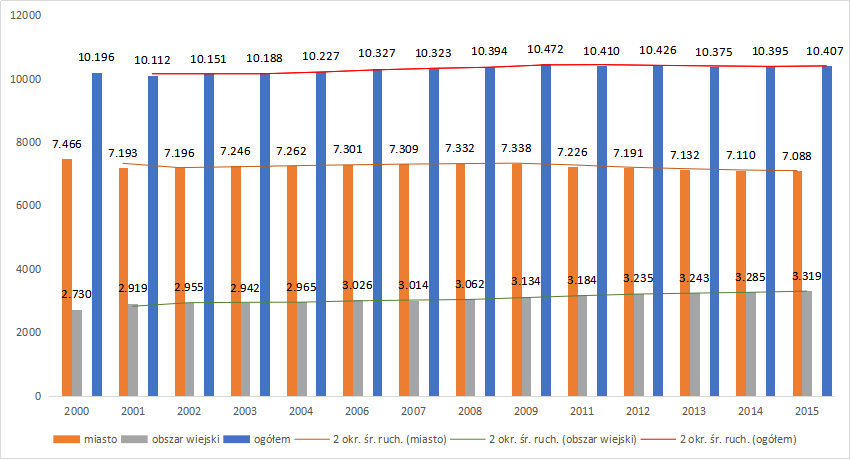 12000
10.196 10.112 10.151 10.188 10.227 10.327 10.323 10.394 10.472 10.410 10.426 10.375 10.395 10.407
10000
8000
7.466 7.193 7.196 7.246 7.262 7.301 7.309 7.332 7.338 7.226 7.191 7.132 7.110 7.088
6000
4000
2.730 2.919 2.955 2.942 2.965 3.026 3.014 3.062 3.134 3.184 3.235 3.243 3.285 3.319
2000
0
2000 2001 2002 2003 2004 2006 2007 2008 2009 2011 2012 2013 2014 2015
miasto obszar wiejski ogółem 2 okr. śr. ruch. (miasto) 2 okr. śr. ruch. (obszar wiejski) 2 okr. śr. ruch. (ogółem)